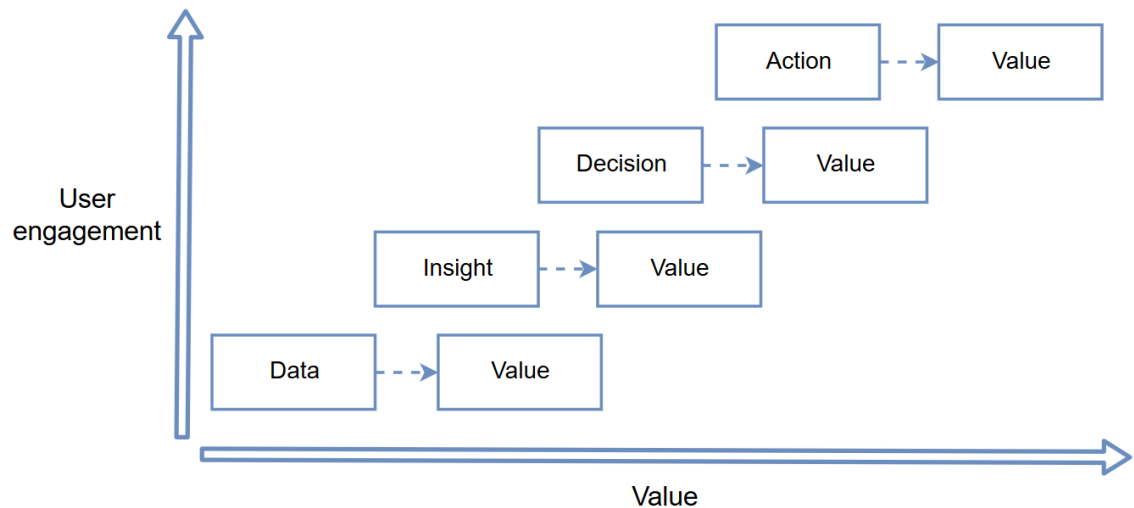 Action
Value
Decision
Value
User
engagement
Insight
Value
Data
Value
Value